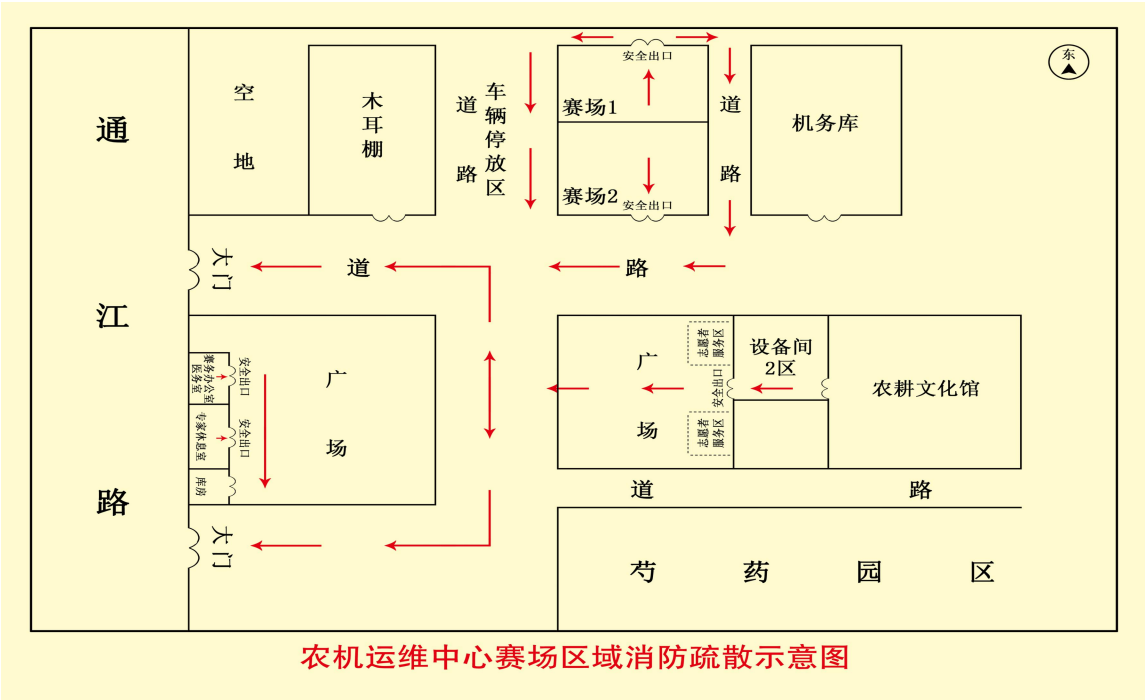 东
通江路
空地
木耳棚
道路
车辆停放区
安全出口
赛场1
赛场2
安全出口
道路
机务库
大门
道路
赛务办公室
医务室
安全出口
专家休息室
安全出口
库房
广场
大门
广场
志愿者
服务区
安全出口
志愿者
服务区
设备间
2区
农耕文化馆
道路
芍药园区
农机运维中心赛场区域消防疏散示意图